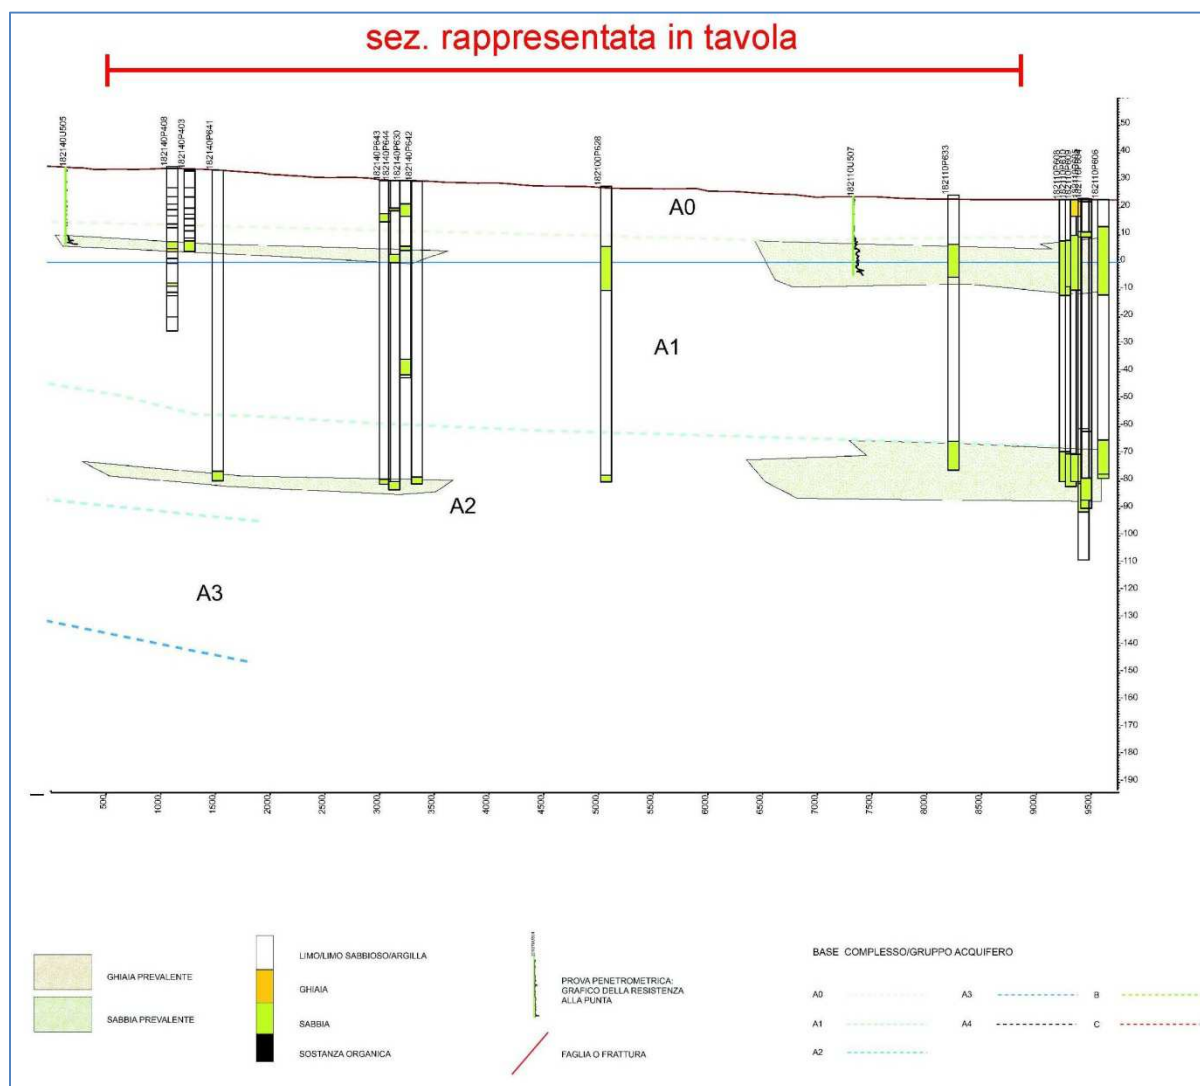 sez. rappresentata in tavola
182140U505
182140P408
182140P403
182140P641
182140P643
182140P644
182140P630
182140P642
182100P628
182110U507
182110P633
182110P608
182110P610
182110P609
182110P606
50
40
30
20
10
0
-10
-20
-30
-40
-50
-60
-70
-80
-90
-100
-110
-120
-130
-140
-150
-160
-170
-180
-190
A0
A1
A2
A3
500
1000
1500
2000
2500
3000
3500
4000
4500
5000
5500
6000
6500
7000
7500
8000
8500
9000
9500
GHIAIA PREVALENTE
SABBIA PREVALENTE
LIMO/LIMO SABBIOSO/ARGILLA
GHIAIA
SABBIA
SOSTANZA ORGANICA
PROVA PENETROMETRICA:
GRAFICO DELLA RESISTENZA
ALLA PUNTA
FAGLIA O FRATTURA
BASE COMPLESSO/GRUPPO ACQUIFERO
A0
A3
B
A1
A4
C
A2